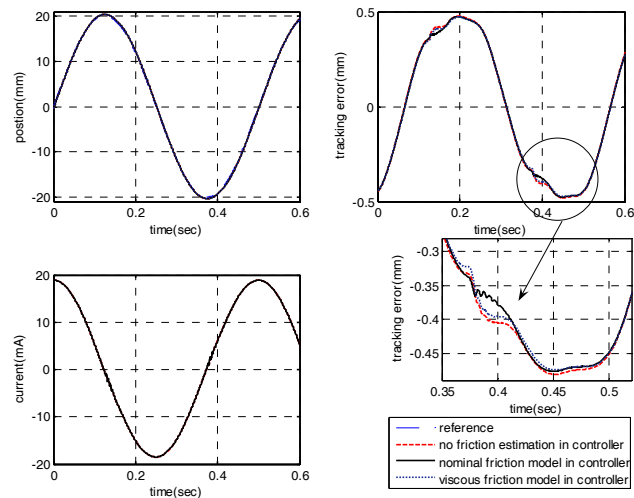 20
10
0
-10
-20
postion(mm)
0
0.2
0.4
0.6
time(sec)
0.5
0
-0.5
tracking error(mm)
0
0.2
0.4
0.6
time(sec)
20
10
0
-10
-20
current(mA)
0
0.2
0.4
0.6
time(sec)
-0.3
-0.35
-0.4
-0.45
tracking error(mm)
0.35
0.4
0.45
0.5
time(sec)
reference
no friction estimation in controller
nominal friction model in controller
viscous friction model in controller